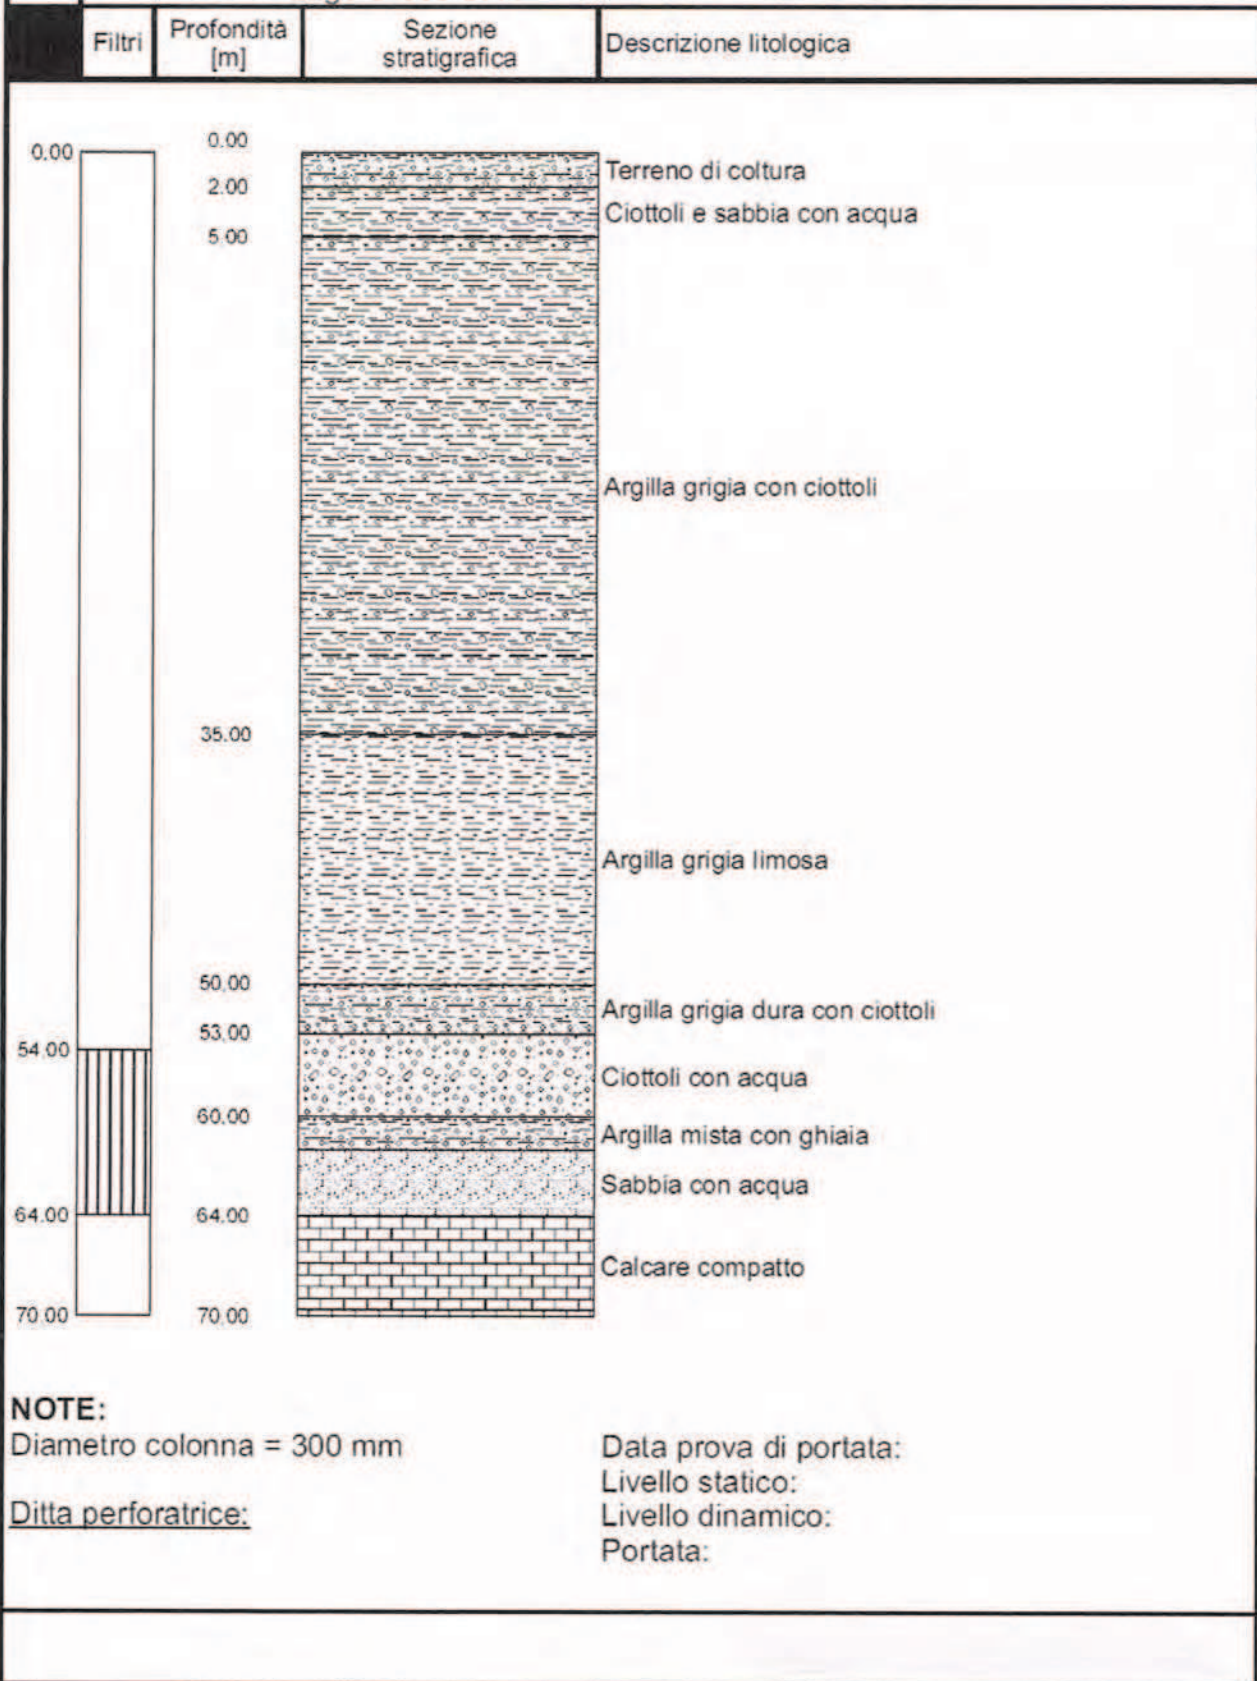 Filtri
Profondità
[m]
Sezione
stratigrafica
Descrizione litologica
0.00
0.00
Terreno di coltura
2.00
Ciottoli e sabbia con acqua
5.00
Argilla grigia con ciottoli
35.00
Argilla grigia limosa
50.00
Argilla grigia dura con ciottoli
53.00
54.00
Ciottoli con acqua
60.00
Argilla mista con ghiaia
Sabbia con acqua
64.00
64.00
Calcare compatto
70.00
70.00
NOTE:
Diametro colonna = 300 mm
Ditta perforatrice:
Data prova di portata:
Livello statico:
Livello dinamico:
Portata: